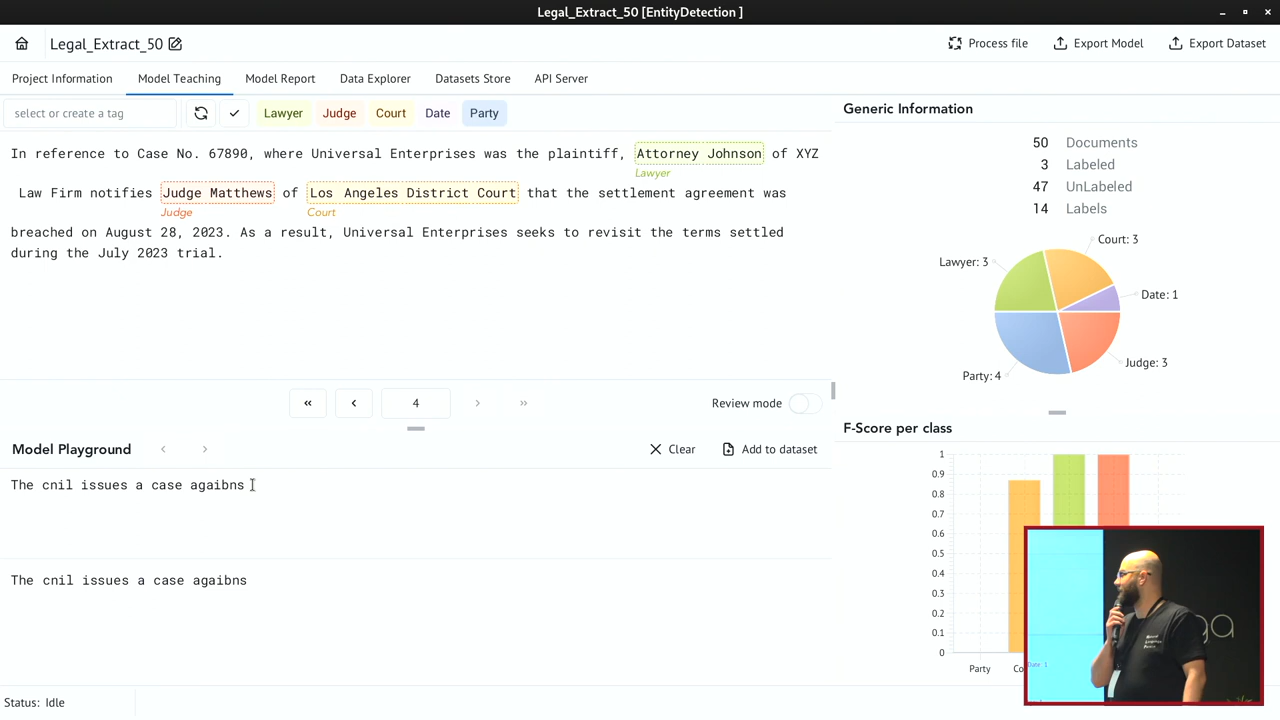 Legal_Extract_50 [EntityDetection ]
Legal_Extract_50
Process file
Export Model
Export Dataset
Project Information
Model Teaching
Model Report
Data Explorer
Datasets Store
API Server
select or create a tag
Lawyer
Judge
Court
Date
Party
In reference to Case No. 67890, where Universal Enterprises was the plaintiff, Attorney Johnson of XYZ
Lawyer
Law Firm notifies Judge Matthews of Los Angeles District Court that the settlement agreement was
Judge
Court
breached on August 28, 2023. As a result, Universal Enterprises seeks to revisit the terms settled
during the July 2023 trial.
4
Review mode
Model Playground
Clear
Add to dataset
The cnil issues a case agaibns
The cnil issues a case agaibns
Status: Idle
Generic Information
50 Documents
3 Labeled
47 UnLabeled
14 Labels
Court: 3
Lawyer: 3
Date: 1
Judge: 3
Party: 4
F-Score per class
1
0.9
0.8
0.7
0.6
0.5
0.4
0.3
0.2
0.1
0
Party
Date: 1